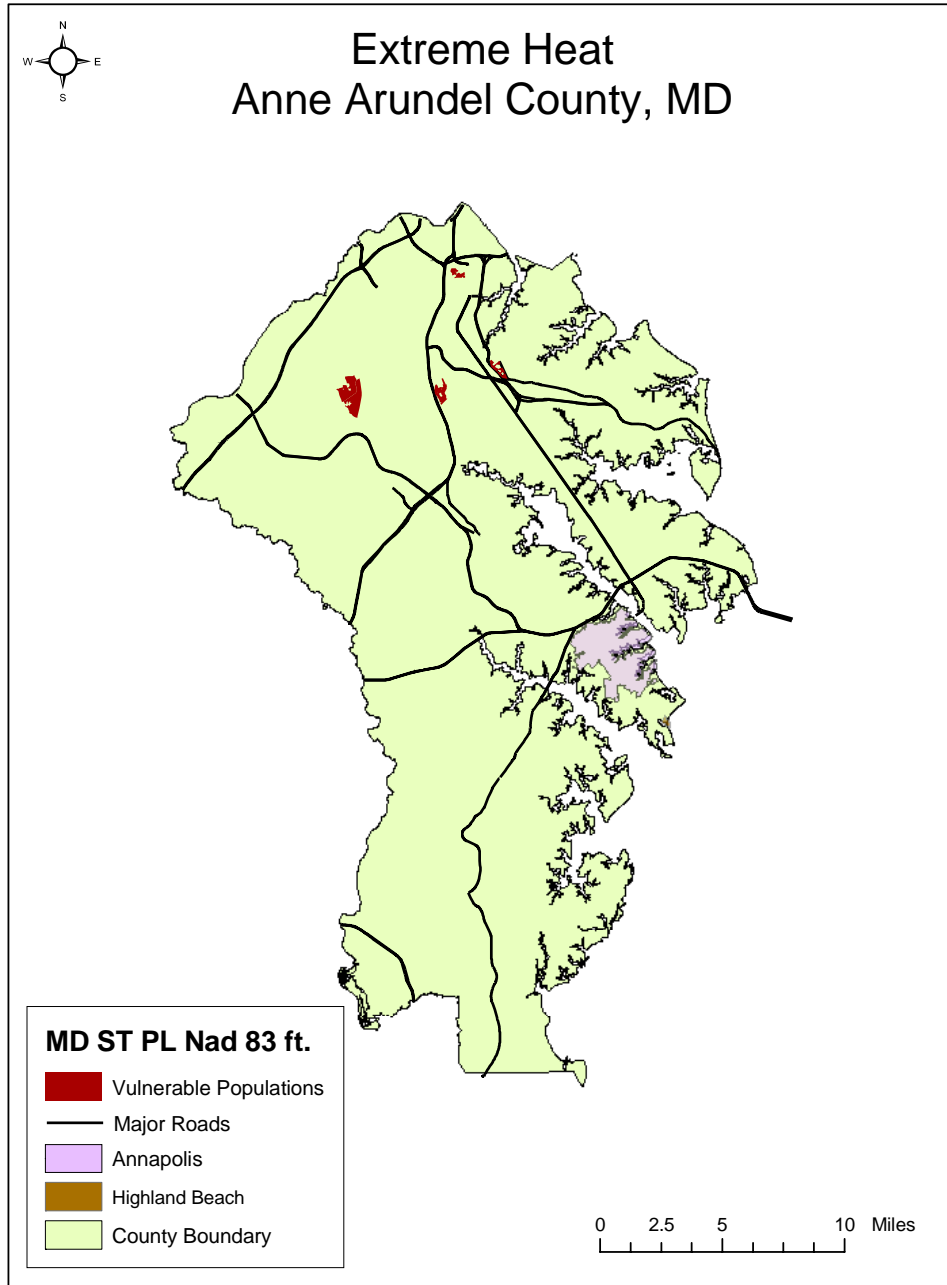 N
W E
S
Extreme Heat
Anne Arundel County, MD
MD ST PL Nad 83 ft.
Vulnerable Populations
Major Roads
Annapolis
Highland Beach
County Boundary
0 2.5 5 10 Miles